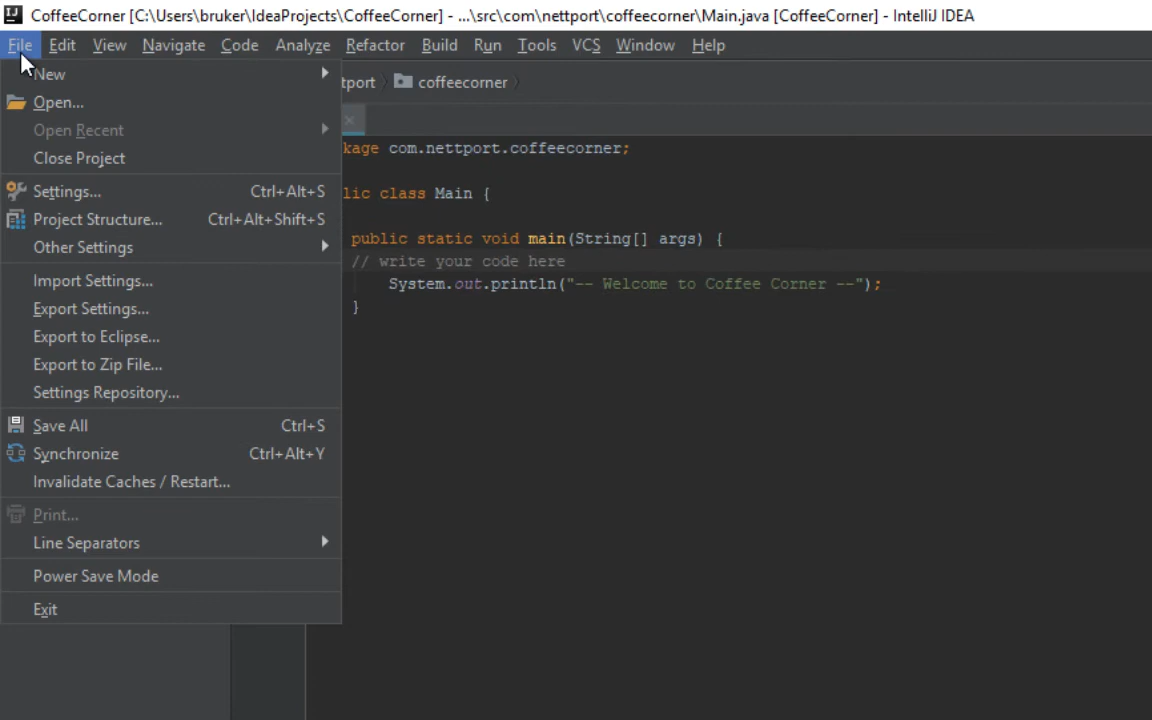 CoffeeCorner [C:\Users\bruker\IdeaProjects\CoffeeCorner] - ...\src\com\nettport\coffeecorner\Main.java [CoffeeCorner] - IntelliJ IDEA
File Edit View Navigate Code Analyze Refactor Build Run Tools VCS Window Help
tport coffeecorner
New
Open...
Open Recent
Close Project
Settings... Ctrl+Alt+S
Project Structure... Ctrl+Alt+Shift+S
Other Settings
Import Settings...
Export Settings...
Export to Eclipse...
Export to Zip File...
Settings Repository...
Save All Ctrl+S
Synchronize Ctrl+Alt+Y
Invalidate Caches / Restart...
Print...
Line Separators
Power Save Mode
Exit
kage com.nettport.coffeecorner;
lic class Main {
public static void main(String[] args) {
// write your code here
System.out.println("-- Welcome to Coffee Corner --");
}